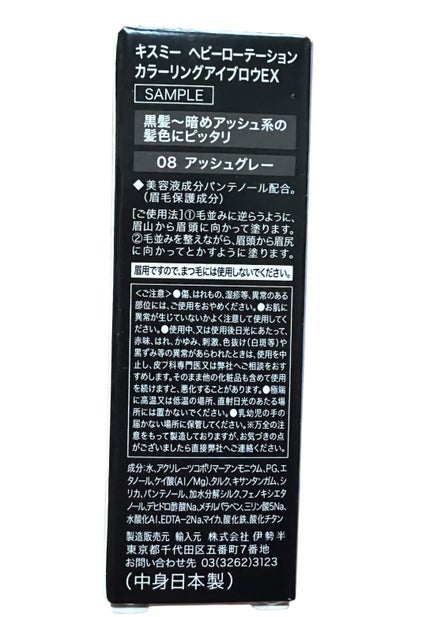 キスミー ヘビーローテーション
カラーリングアイブロウEX
SAMPLE
黒髪〜暗めアッシュ系の
髪色にピッタリ
08 アッシュグレー
◆美容液成分パンテノール配合。
(眉毛保護成分)
[ご使用法]①毛並みに逆らうように、
眉山から眉頭に向かって塗ります。
②毛並みを整えながら、眉頭から眉尻
に向かってとかすように塗ります。
眉用ですので、まつ毛には使用しないでください。
<ご注意>●傷、はれもの、湿疹等、異常のある
部位には、ご使用をおやめください。●お肌に
異常が生じていないかよく注意して使用してく
ださい。●使用中、又は使用後日光にあたって、
赤味、はれ、かゆみ、刺激、色抜け(白斑等)や
黒ずみ等の異常があらわれたときは、使用を中
止し、皮フ科専門医又は弊社へご相談をおすす
めします。そのまま他の化粧品も含めて使用
を続けますと、悪化することがあります。●極端
に高温又は低温の場所、直射日光のあたる場
所には置かないでください。●乳幼児の手の
届かない場所に保管してください。※万全の注
意をもって製造しておりますが、お気づきの点
がございましたら直接弊社へご連絡ください。
成分:水、アクリレーツコポリマーアンモニウム、PG、エ
タノール、ケイ酸(Al/Mg)、タルク、キサンタンガム、シ
リカ、パンテノール、加水分解シルク、フェノキシエタ
ノール、デヒドロ酢酸Na、メチルパラベン、ミリン酸5Na、
水酸化Al、EDTA-2Na、マイカ、酸化鉄、酸化チタン
製造販売元 輸入元 株式会社 伊勢半
東京都千代田区五番町7番地
お問い合わせ先 03(3262)3123
(中身日本製)